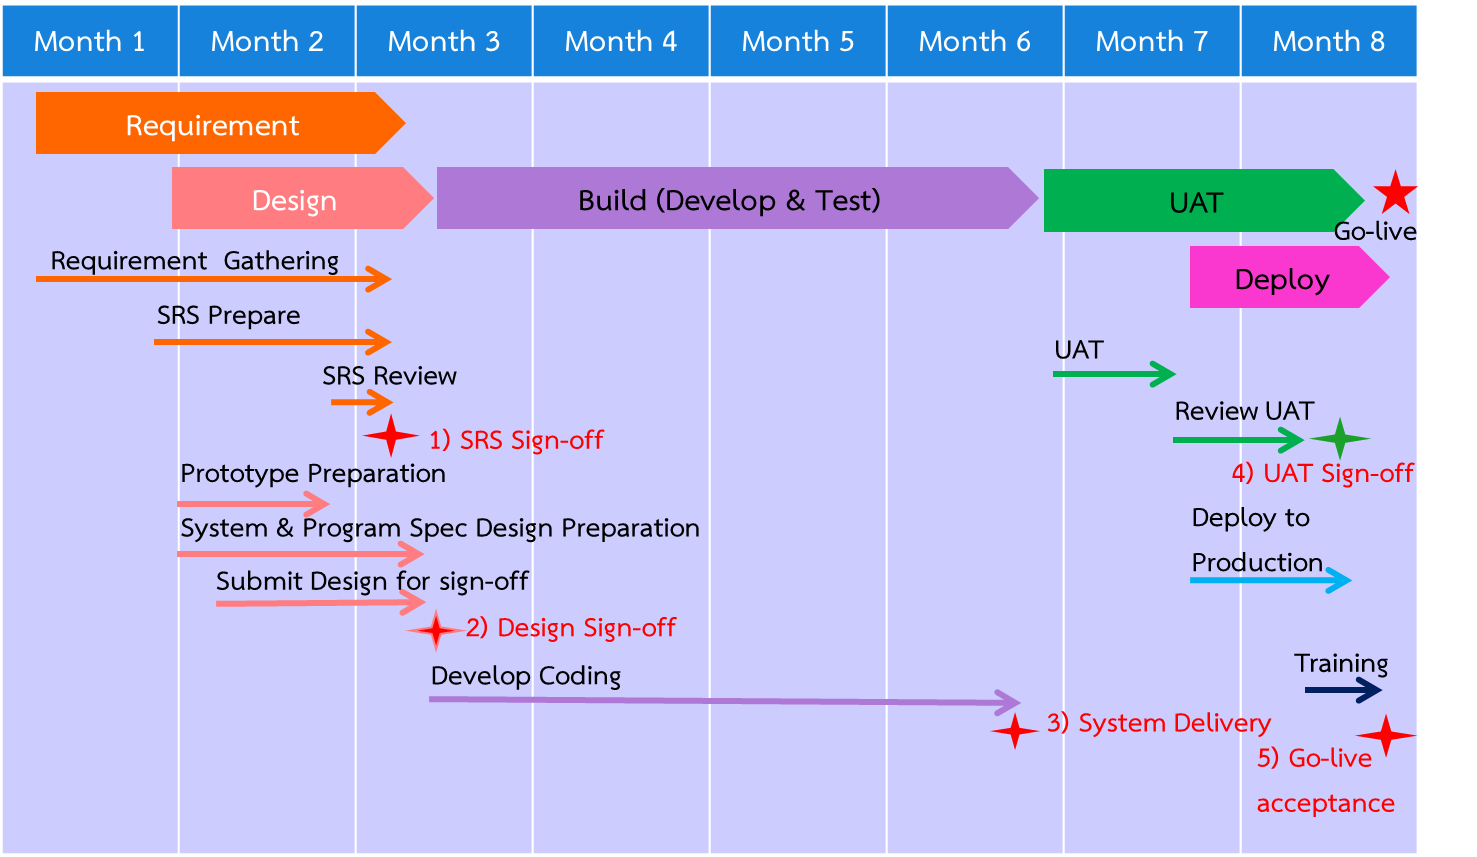 Month 1
Month 2
Month 3
Month 4
Month 5
Month 6
Month 7
Month 8
Requirement
Design
Build (Develop & Test)
UAT
Go-live
Requirement  Gathering
Deploy
SRS Prepare
UAT
SRS Review
Review UAT
1) SRS Sign-off
4) UAT Sign-off
Prototype Preparation
Deploy to
Production
System & Program Spec Design Preparation
Submit Design for sign-off
2) Design Sign-off
Develop Coding
Training
3) System Delivery
5) Go-live
acceptance